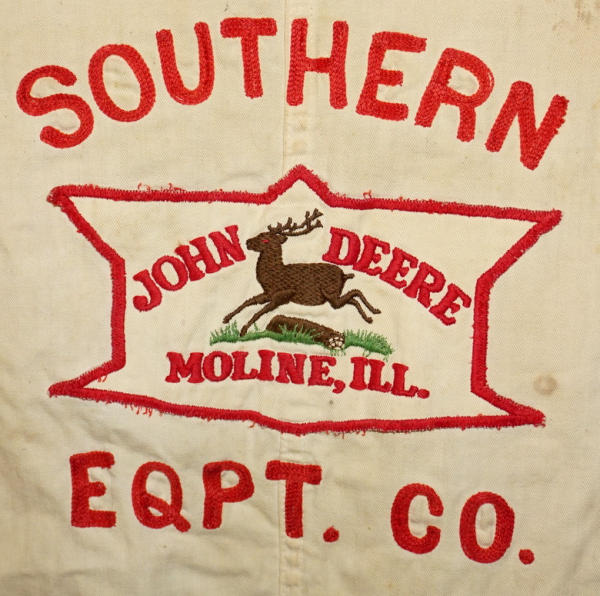 SOUTHERN
JOHN DEERE
MOLINE, ILL.
EQPT. CO.